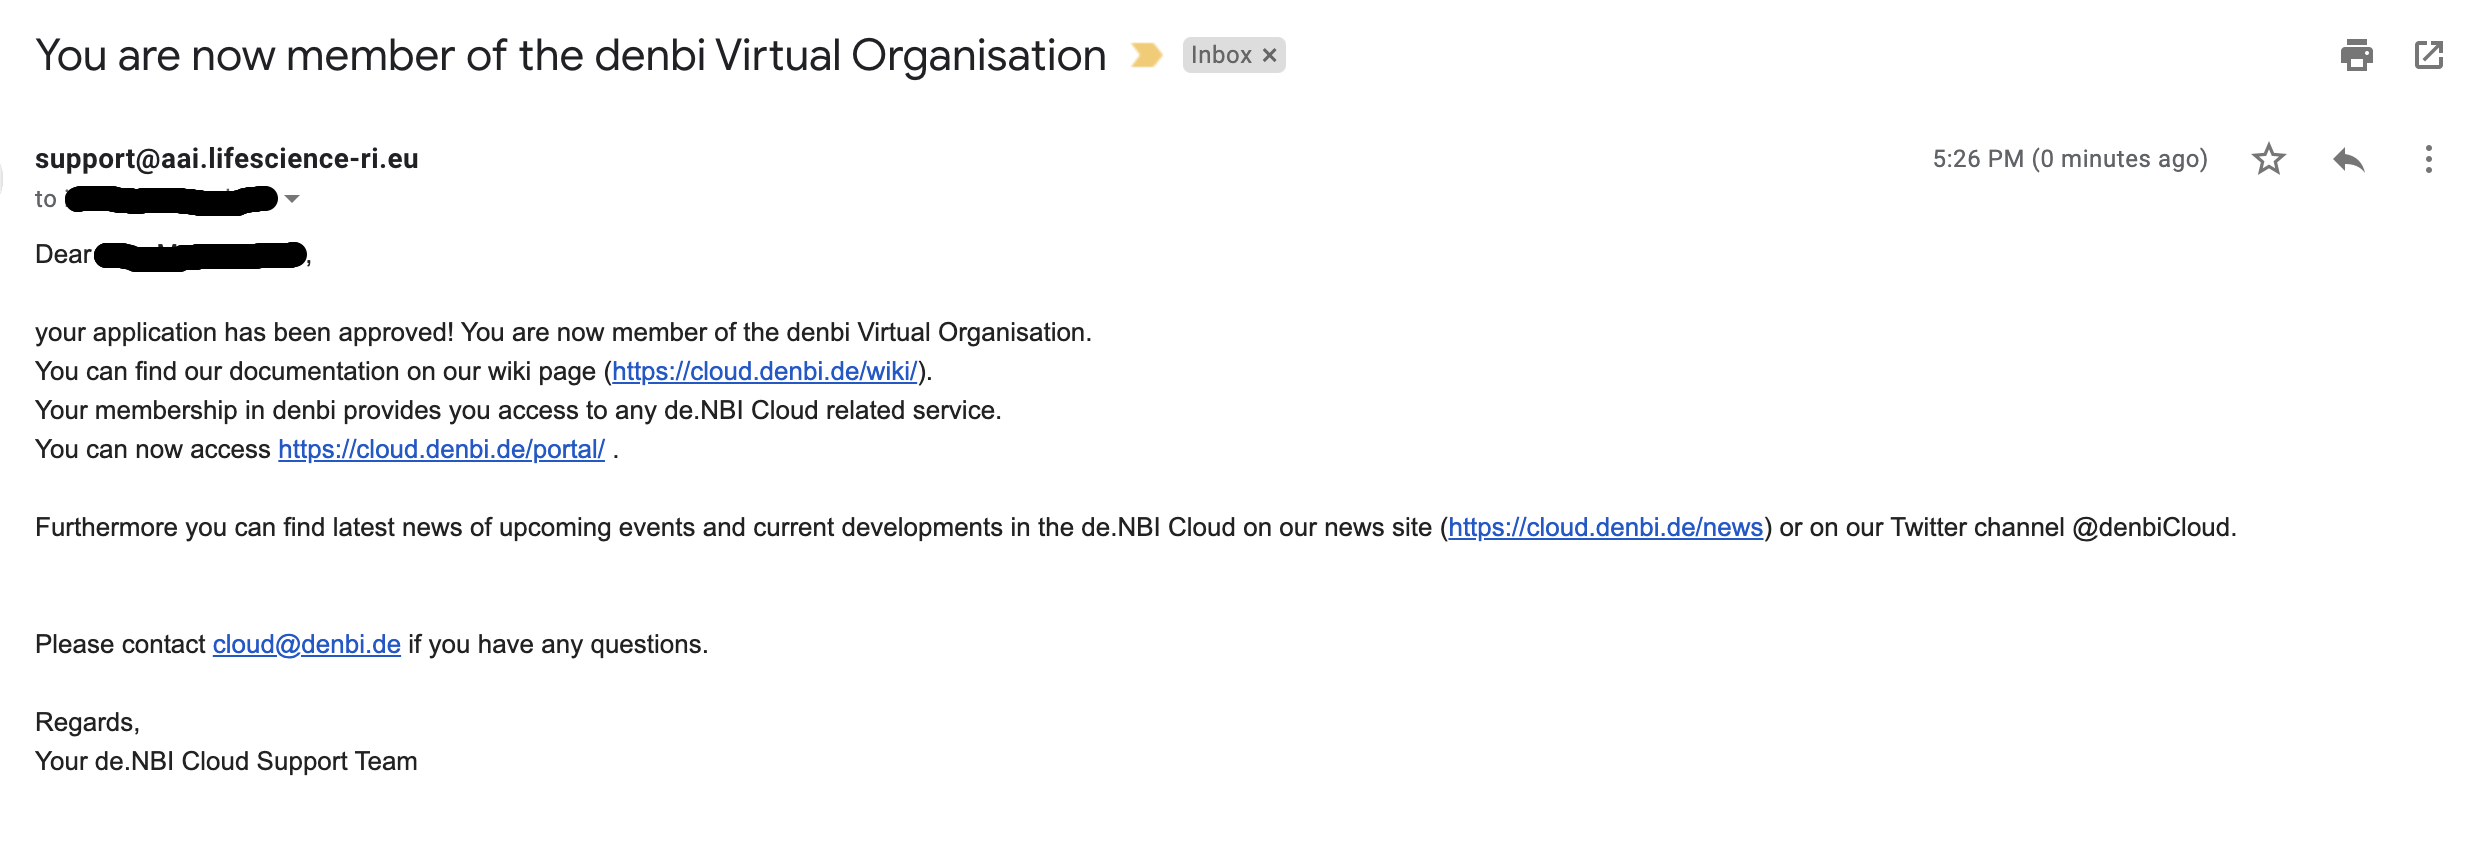 You are now member of the denbi Virtual Organisation
Inbox ×
support@aai.lifescience-ri.eu
5:26 PM (0 minutes ago)
to
Dear ,
your application has been approved! You are now member of the denbi Virtual Organisation.
You can find our documentation on our wiki page (https://cloud.denbi.de/wiki/).
Your membership in denbi provides you access to any de.NBI Cloud related service.
You can now access https://cloud.denbi.de/portal/ .
Furthermore you can find latest news of upcoming events and current developments in the de.NBI Cloud on our news site (https://cloud.denbi.de/news) or on our Twitter channel @denbiCloud.
Please contact cloud@denbi.de if you have any questions.
Regards,
Your de.NBI Cloud Support Team